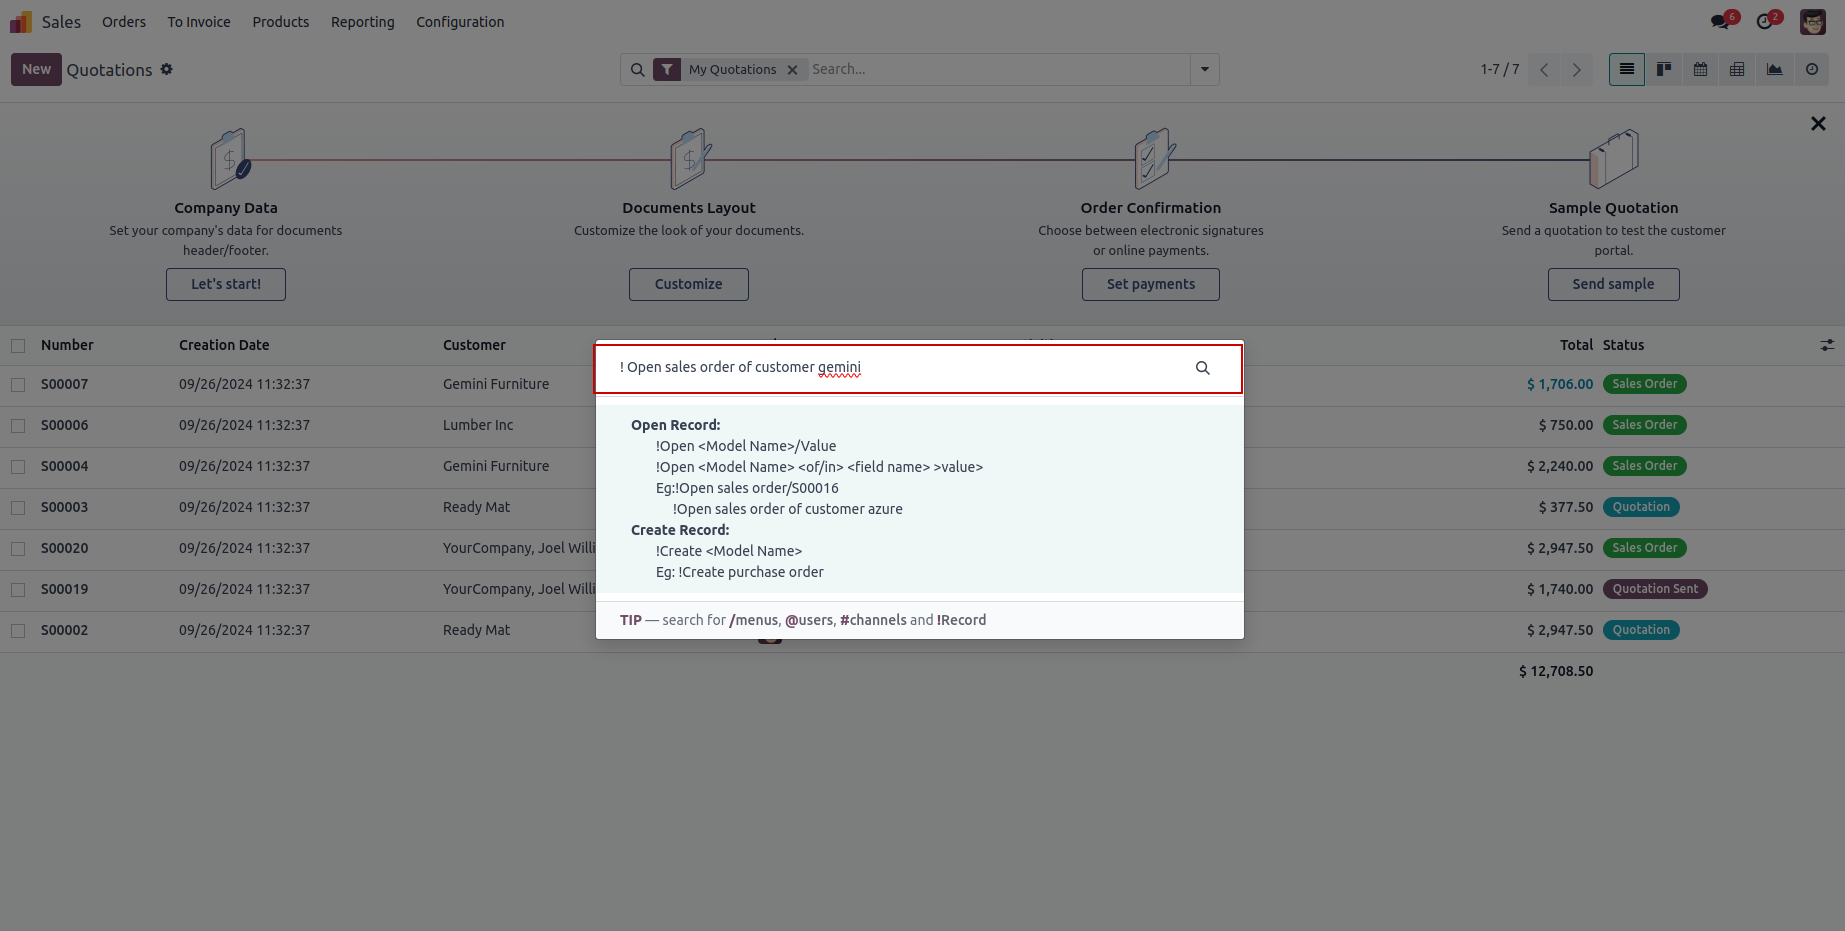 Sales Orders To Invoice Products Reporting Configuration 6 2
New Quotations My Quotations Search... 1-7 / 7
Company Data Documents Layout Order Confirmation Sample Quotation
Set your company's data for documents
header/footer.
Customize the look of your documents.
Choose between electronic signatures
or online payments.
Send a quotation to test the customer
portal.
Let's start! Customize Set payments Send sample
Number Creation Date Customer Total Status
S00007 09/26/2024 11:32:37 Gemini Furniture $ 1,706.00 Sales Order
S00006 09/26/2024 11:32:37 Lumber Inc $ 750.00 Sales Order
S00004 09/26/2024 11:32:37 Gemini Furniture $ 2,240.00 Sales Order
S00003 09/26/2024 11:32:37 Ready Mat $ 377.50 Quotation
S00020 09/26/2024 11:32:37 YourCompany, Joel Willi $ 2,947.50 Sales Order
S00019 09/26/2024 11:32:37 YourCompany, Joel Willi $ 1,740.00 Quotation Sent
S00002 09/26/2024 11:32:37 Ready Mat $ 2,947.50 Quotation
$ 12,708.50
! Open sales order of customer gemini
Open Record:
!Open <Model Name>/Value
!Open <Model Name> <of/in> <field name> >value>
Eg:!Open sales order/S00016
!Open sales order of customer azure
Create Record:
!Create <Model Name>
Eg: !Create purchase order
TIP — search for /menus, @users, #channels and !Record